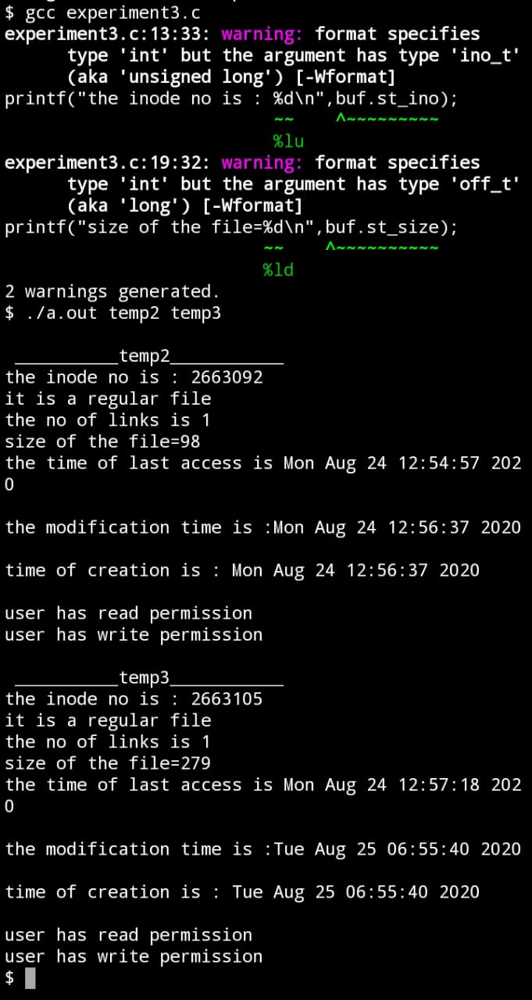 $ gcc experiment3.c
experiment3.c:13:33: warning: format specifies
      type 'int' but the argument has type 'ino_t'
      (aka 'unsigned long') [-Wformat]
printf("the inode no is : %d\n",buf.st_ino);
                          ~~    ^~~~~~~~~~
                          %lu
experiment3.c:19:32: warning: format specifies
      type 'int' but the argument has type 'off_t'
      (aka 'long') [-Wformat]
printf("size of the file=%d\n",buf.st_size);
                         ~~    ^~~~~~~~~~~
                         %ld
2 warnings generated.
$ ./a.out temp2 temp3
 __________temp2___________
the inode no is : 2663092
it is a regular file
the no of links is 1
size of the file=98
the time of last access is Mon Aug 24 12:54:57 202
0
the modification time is :Mon Aug 24 12:56:37 2020
time of creation is : Mon Aug 24 12:56:37 2020
user has read permission
user has write permission
 __________temp3___________
the inode no is : 2663105
it is a regular file
the no of links is 1
size of the file=279
the time of last access is Mon Aug 24 12:57:18 202
0
the modification time is :Tue Aug 25 06:55:40 2020
time of creation is : Tue Aug 25 06:55:40 2020
user has read permission
user has write permission
$